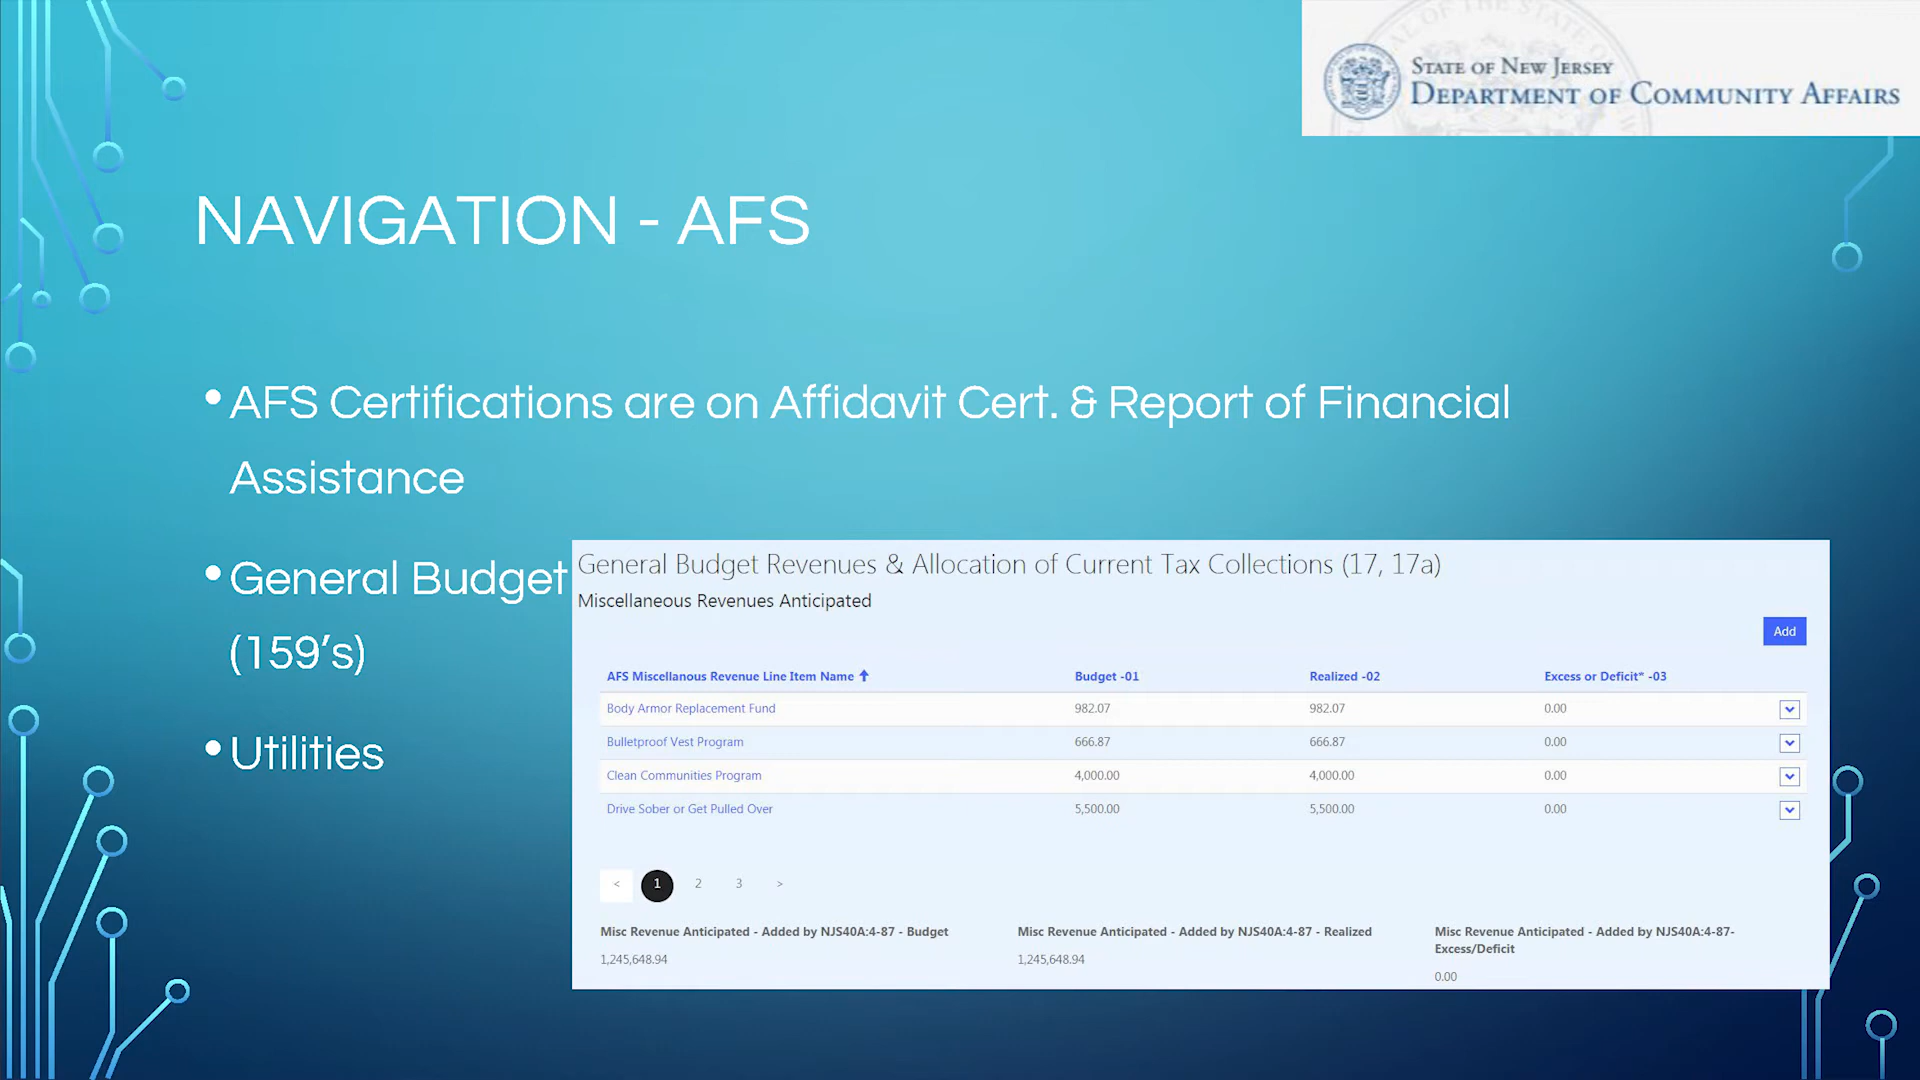 STATE OF NEW JERSEY
DEPARTMENT OF COMMUNITY AFFAIRS
NAVIGATION - AFS
•AFS Certifications are on Affidavit Cert. & Report of Financial
Assistance
•General Budget
(159’s)
•Utilities
General Budget Revenues & Allocation of Current Tax Collections (17, 17a)
Miscellaneous Revenues Anticipated
Add
AFS Miscellanous Revenue Line Item Name ↑ Budget -01 Realized -02 Excess or Deficit* -03
Body Armor Replacement Fund 982.07 982.07 0.00
Bulletproof Vest Program 666.87 666.87 0.00
Clean Communities Program 4,000.00 4,000.00 0.00
Drive Sober or Get Pulled Over 5,500.00 5,500.00 0.00
< 1 2 3 >
Misc Revenue Anticipated - Added by NJS40A:4-87 - Budget
1,245,648.94
Misc Revenue Anticipated - Added by NJS40A:4-87 - Realized
1,245,648.94
Misc Revenue Anticipated - Added by NJS40A:4-87-
Excess/Deficit
0.00